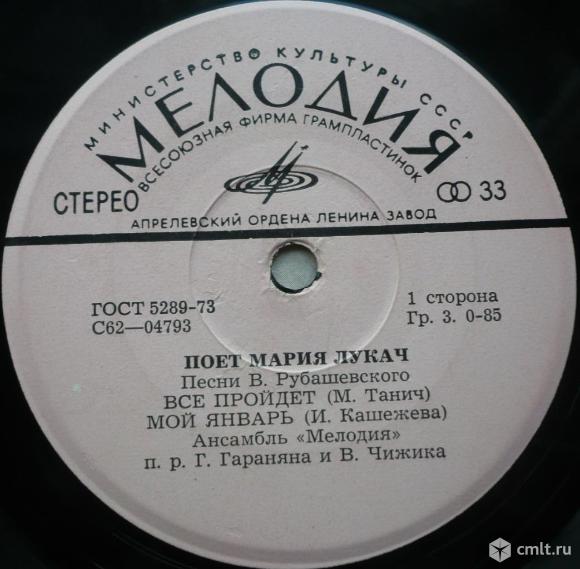 МИНИСТЕРСТВО КУЛЬТУРЫ СССР
МЕЛОДИЯ
ВСЕСОЮЗНАЯ ФИРМА ГРАМПЛАСТИНОК
СТЕРЕО
33
АПРЕЛЕВСКИЙ ОРДЕНА ЛЕНИНА ЗАВОД
ГОСТ 5289-73
С62—04793
1 сторона
Гр. 3. 0-85
ПОЕТ МАРИЯ ЛУКАЧ
Песни В. Рубашевского
ВСЕ ПРОЙДЕТ (М. Танич)
МОЙ ЯНВАРЬ (И. Кашежева)
Ансамбль «Мелодия»
п. р. Г. Гараняна и В. Чижика
cmlt.ru